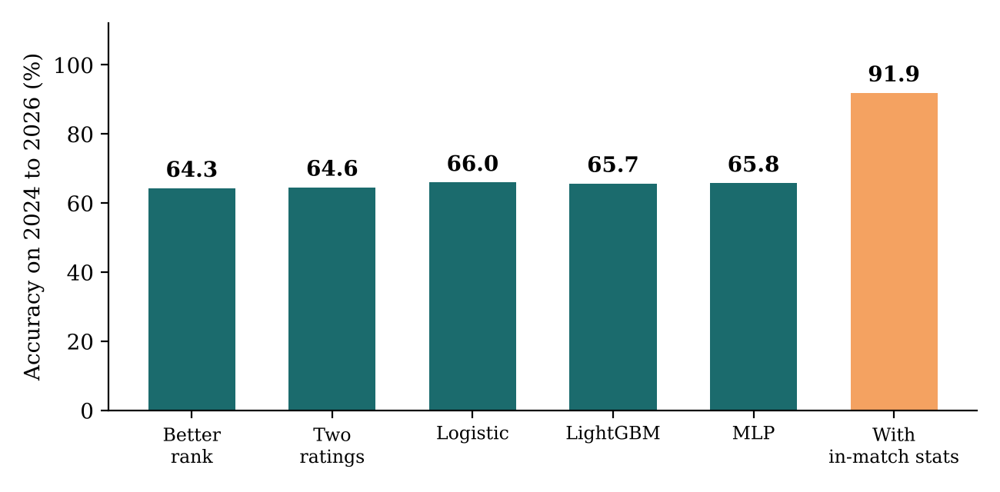 Accuracy on 2024 to 2026 (%)
100
80
60
40
20
0
64.3
64.6
66.0
65.7
65.8
91.9
Better
rank
Two
ratings
Logistic
LightGBM
MLP
With
in-match stats